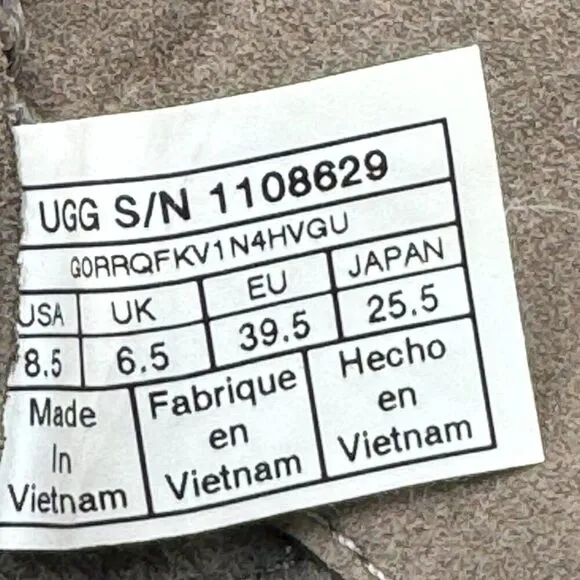 UGG S/N 1108629
GORRQFKV1N4HVGU
USA UK EU JAPAN
8.5 6.5 39.5 25.5
Made Fabrique Hecho
In en en
Vietnam Vietnam Vietnam